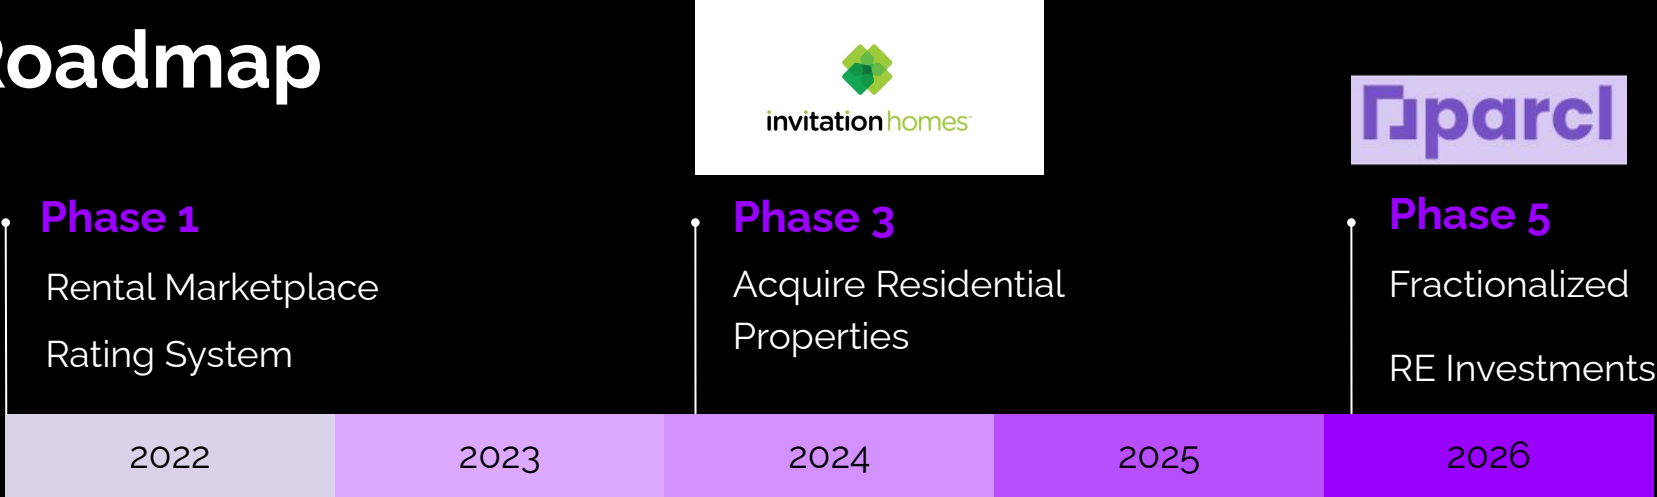 Roadmap
invitation homes
parcl
Phase 1
Rental Marketplace
Rating System
Phase 3
Acquire Residential
Properties
Phase 5
Fractionalized
RE Investments
2022
2023
2024
2025
2026